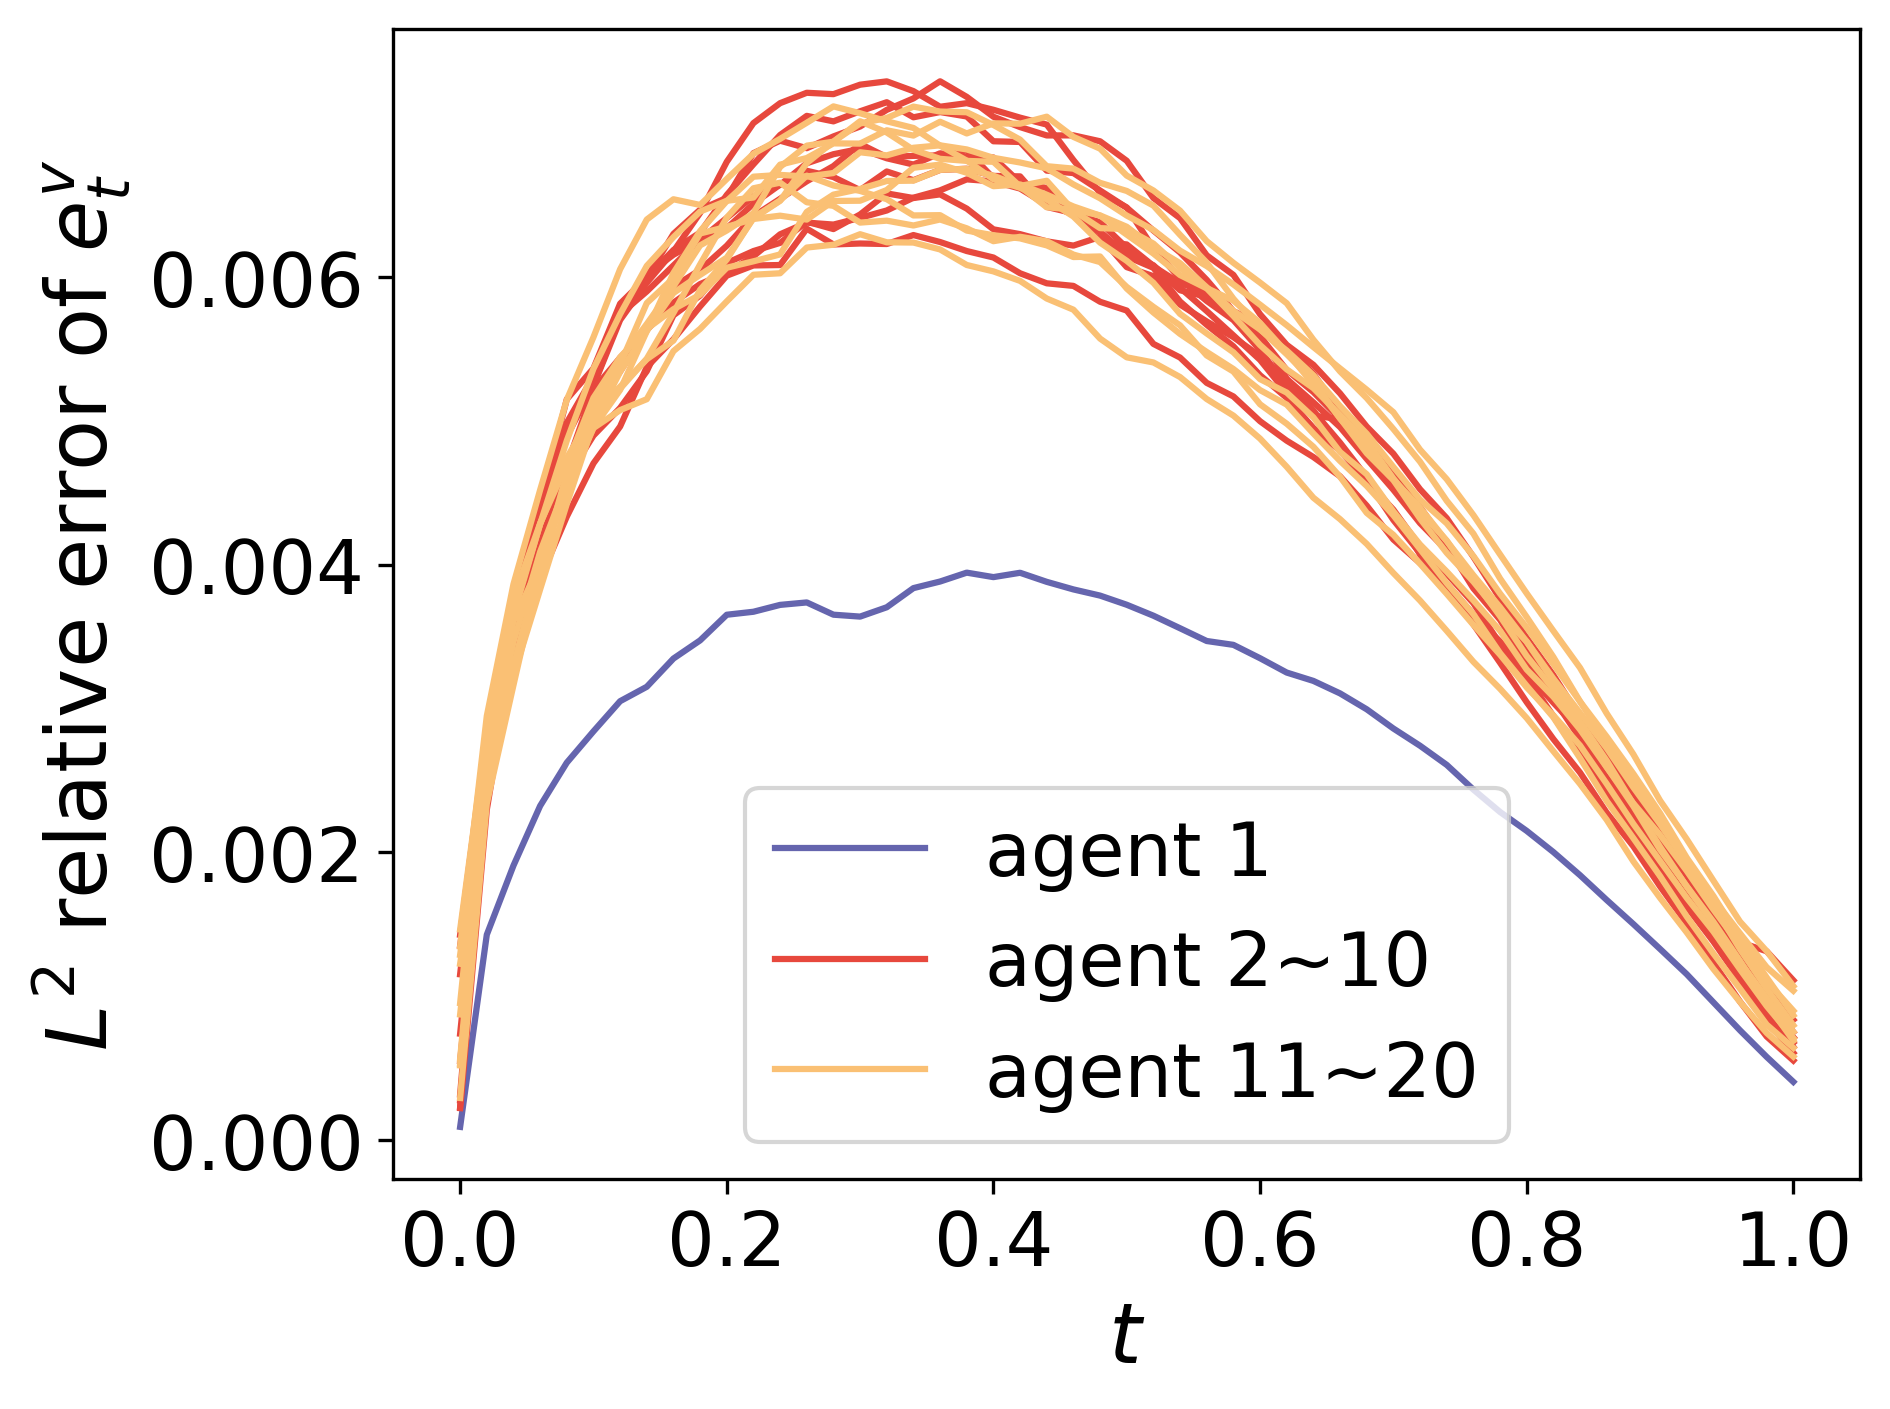 L² relative error of eₜᵛ
0.006
0.004
0.002
0.000
agent 1
agent 2~10
agent 11~20
0.0 0.2 0.4 0.6 0.8 1.0
t